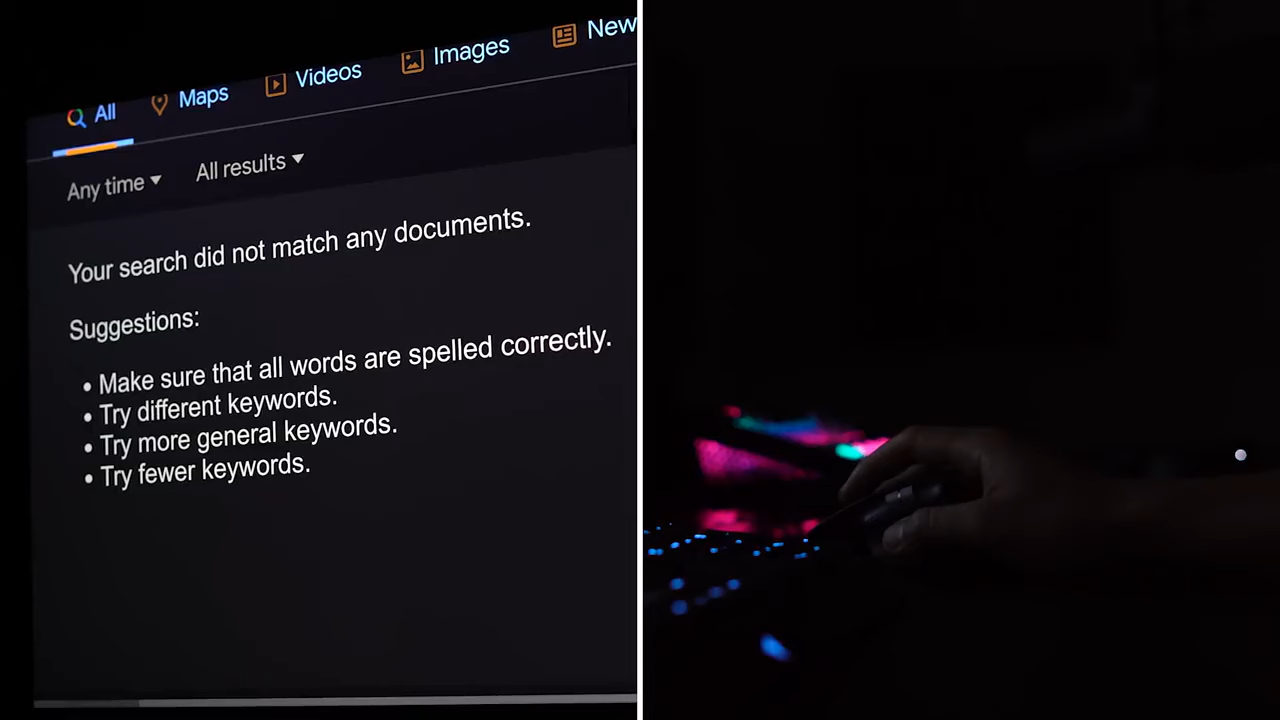 All Maps Videos Images New
Any time All results
Your search did not match any documents.
Suggestions:
• Make sure that all words are spelled correctly.
• Try different keywords.
• Try more general keywords.
• Try fewer keywords.